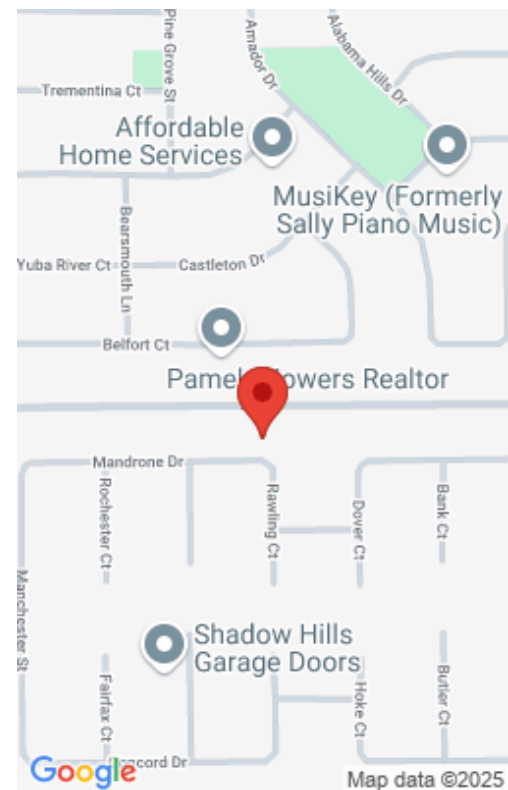 Pine Grove St
Amador Dr
Alabama Hills Dr
Trementina Ct
Affordable
Home Services
MusiKey (Formerly
Sally Piano Music)
Bearsmouth Ln
Yuba River Ct
Castleton Dr
Belfort Ct
Pamela Flowers Realtor
Mandrone Dr
Rochester Ct
Rawling Ct
Dover Ct
Bank Ct
Manchester St
Shadow Hills
Garage Doors
Fairfax Ct
Hoke Ct
Butler Ct
Concord Dr
Google
Map data ©2025